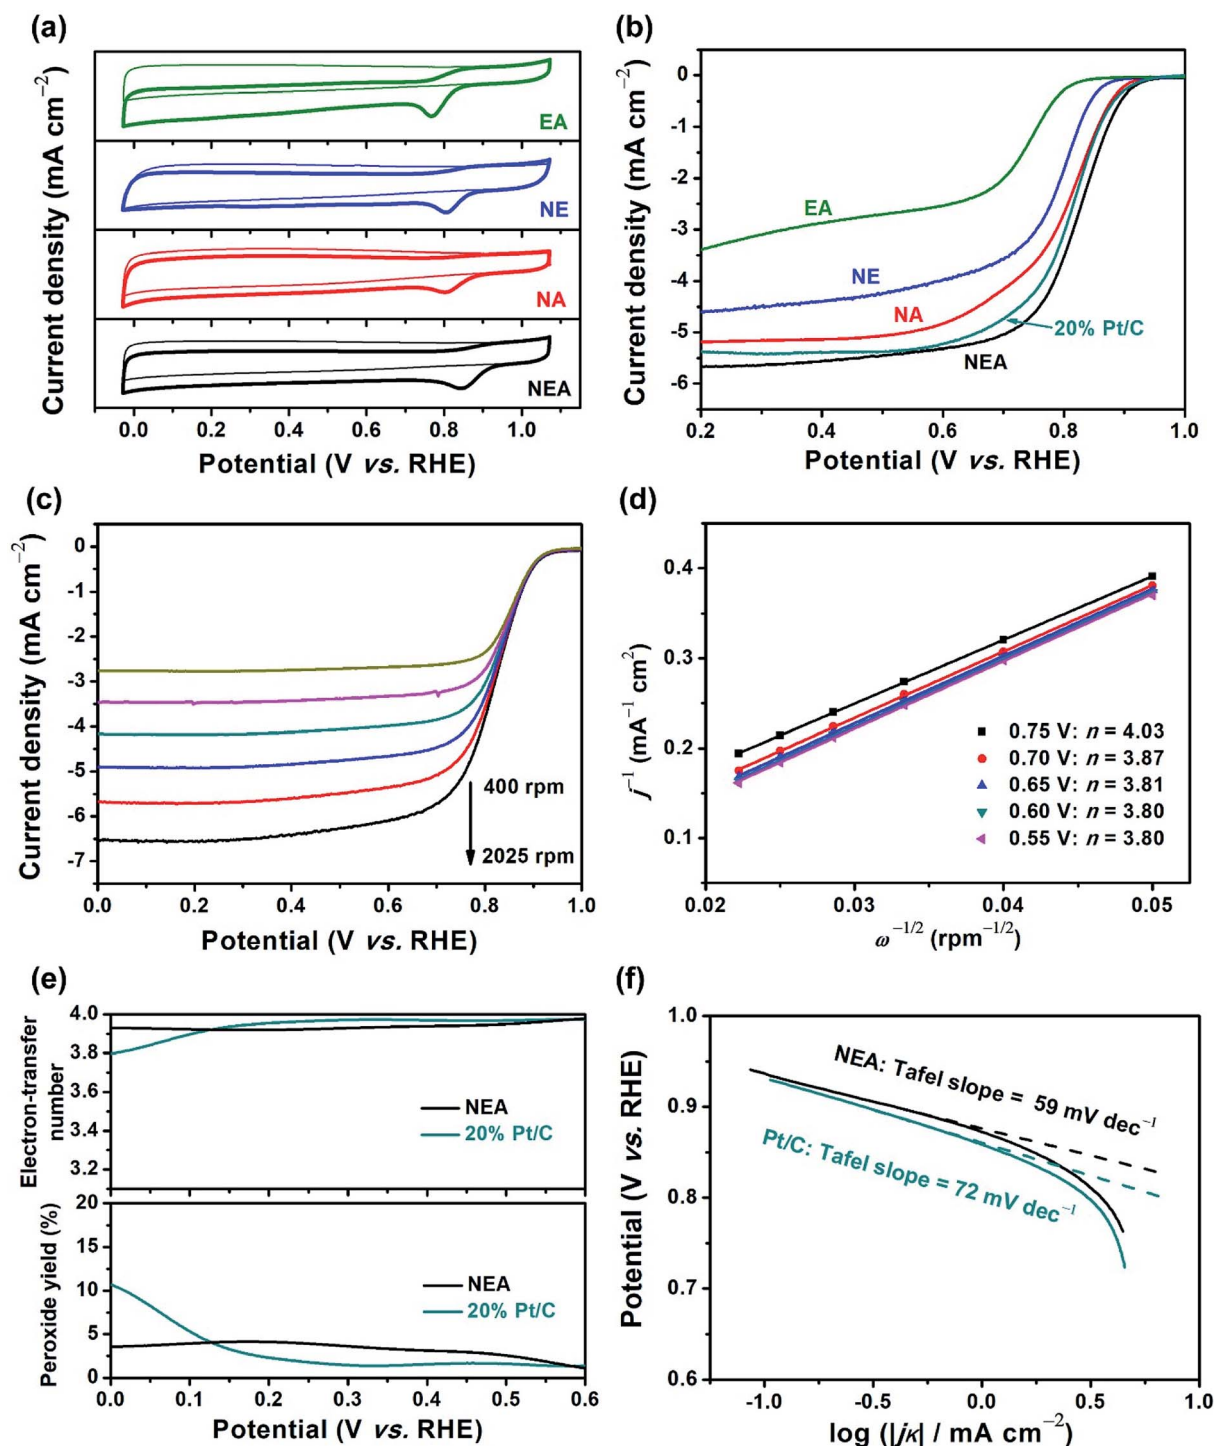 (a)
Current density (mA cm⁻²)
EA
NE
NA
NEA
0.0 0.2 0.4 0.6 0.8 1.0
Potential (V vs. RHE)
(b)
Current density (mA cm⁻²)
0
-1
-2
-3
-4
-5
-6
EA
NE
NA
20% Pt/C
NEA
0.2 0.4 0.6 0.8 1.0
Potential (V vs. RHE)
(c)
Current density (mA cm⁻²)
0
-1
-2
-3
-4
-5
-6
-7
400 rpm
2025 rpm
0.0 0.2 0.4 0.6 0.8 1.0
Potential (V vs. RHE)
(d)
j⁻¹ (mA⁻¹ cm²)
0.4
0.3
0.2
0.1
0.75 V: n = 4.03
0.70 V: n = 3.87
0.65 V: n = 3.81
0.60 V: n = 3.80
0.55 V: n = 3.80
0.02 0.03 0.04 0.05
ω⁻¹/² (rpm⁻¹/²)
(e)
Electron-transfer
number
4.0
3.8
3.6
3.4
3.2
NEA
20% Pt/C
Peroxide yield (%)
20
15
10
5
0
NEA
20% Pt/C
0.0 0.1 0.2 0.3 0.4 0.5 0.6
Potential (V vs. RHE)
(f)
Potential (V vs. RHE)
1.0
0.9
0.8
0.7
0.6
NEA: Tafel slope = 59 mV dec⁻¹
Pt/C: Tafel slope = 72 mV dec⁻¹
-1.0 -0.5 0.0 0.5 1.0
log (|jκ| / mA cm⁻²)